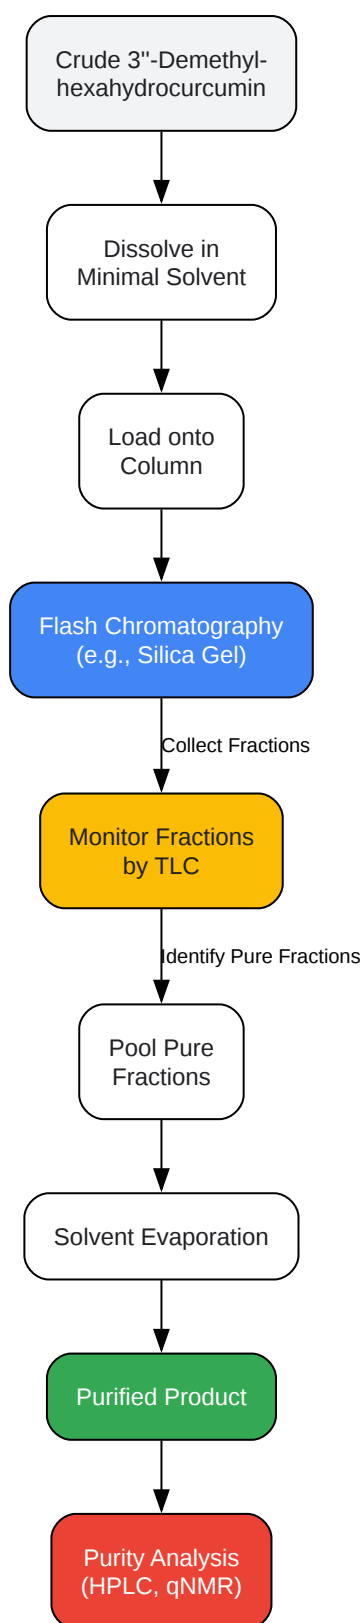 Crude 3''-Demethyl-
hexahydrocurcumin
Dissolve in
Minimal Solvent
Load onto
Column
Flash Chromatography
(e.g., Silica Gel)
Collect Fractions
Monitor Fractions
by TLC
Identify Pure Fractions
Pool Pure
Fractions
Solvent Evaporation
Purified Product
Purity Analysis
(HPLC, qNMR)